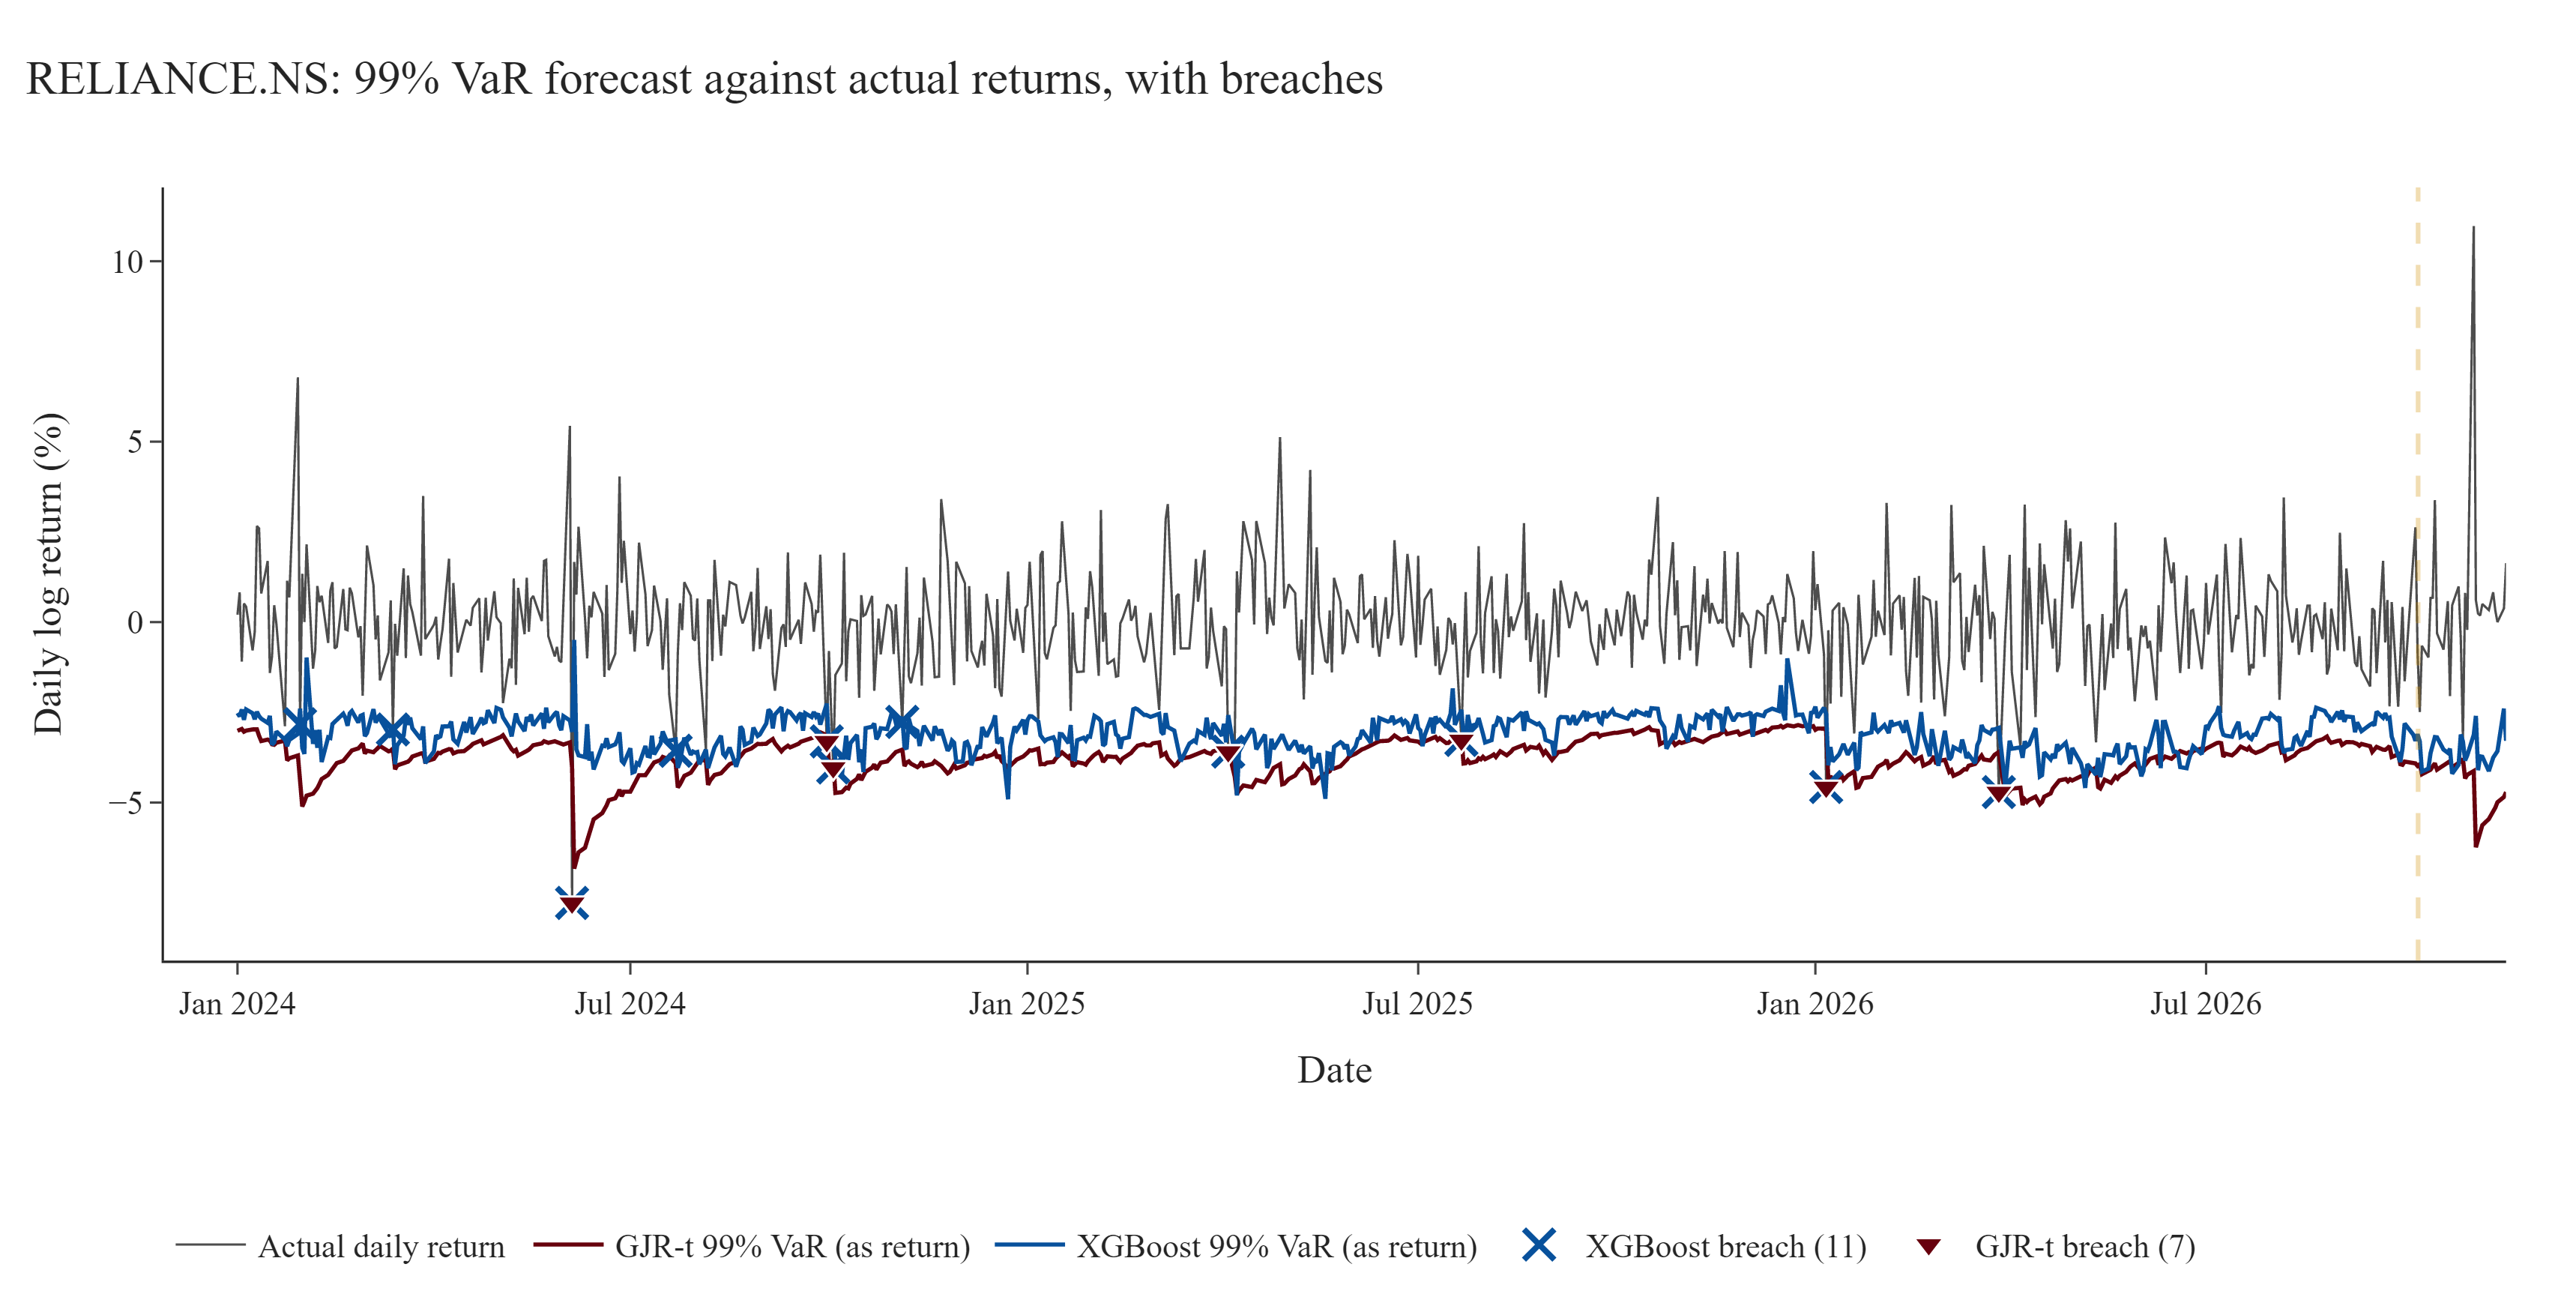 RELIANCE.NS: 99% VaR forecast against actual returns, with breaches
Daily log return (%)
10
5
0
−5
Jan 2024
Jul 2024
Jan 2025
Jul 2025
Jan 2026
Jul 2026
Date
Actual daily return
GJR-t 99% VaR (as return)
XGBoost 99% VaR (as return)
XGBoost breach (11)
GJR-t breach (7)